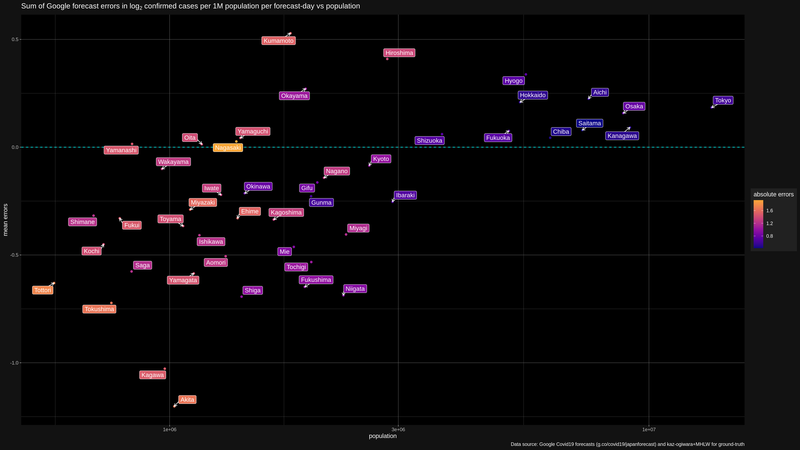 Sum of Google forecast errors in log2 confirmed cases per 1M population per forecast-day vs population
0.5
0.0
-0.5
-1.0
mean errors
Kumamoto
Hiroshima
Hyogo
Okayama
Hokkaido
Aichi
Osaka
Tokyo
Oita
Yamaguchi
Shizuoka
Fukuoka
Chiba
Saitama
Kanagawa
Yamanashi
Nagasaki
Wakayama
Kyoto
Nagano
Iwate
Okinawa
Gifu
Ibaraki
Miyazaki
Gunma
Shimane
Fukui
Toyama
Ehime
Kagoshima
Miyagi
Ishikawa
Kochi
Mie
Saga
Aomori
Tochigi
Yamagata
Fukushima
Tottori
Shiga
Niigata
Tokushima
Kagawa
Akita
1e+06
3e+06
1e+07
population
absolute errors
1.6
1.2
0.8
Data source: Google Covid19 forecasts (g.co/covid19/japanforecast) and kaz-ogiwara+MHLW for ground-truth